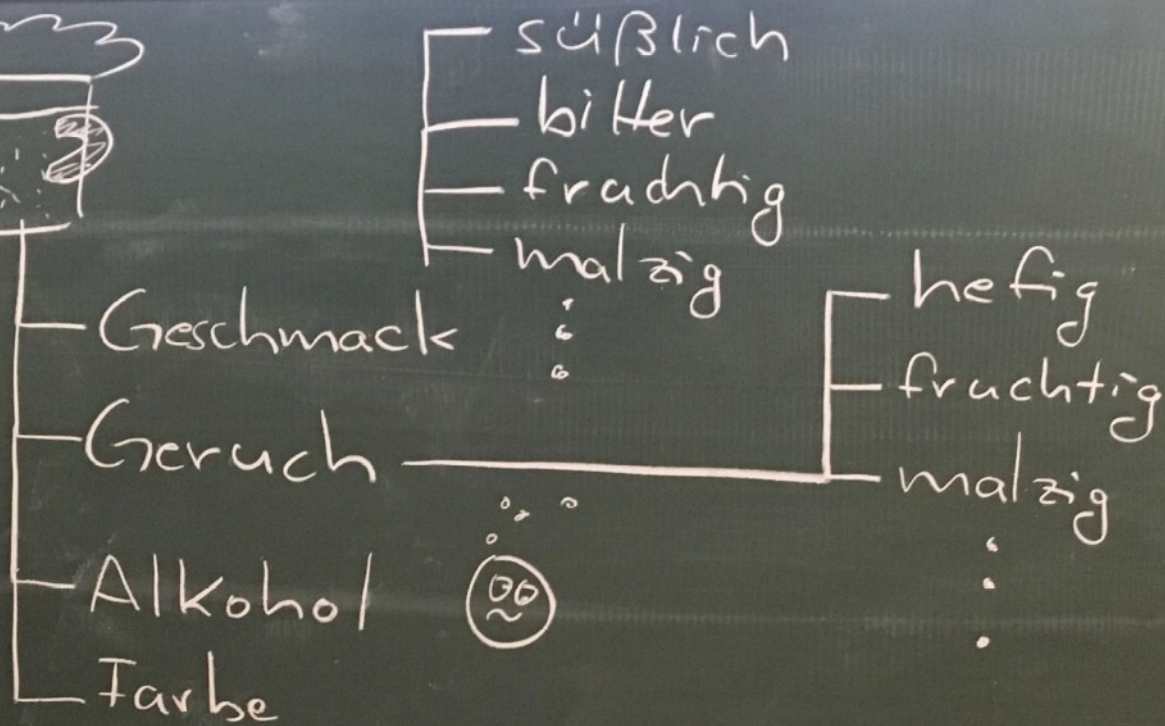 süßlich
bitter
fruchtig
malzig
Geschmack
Geruch
hefig
fruchtig
malzig
Alkohol
Farbe